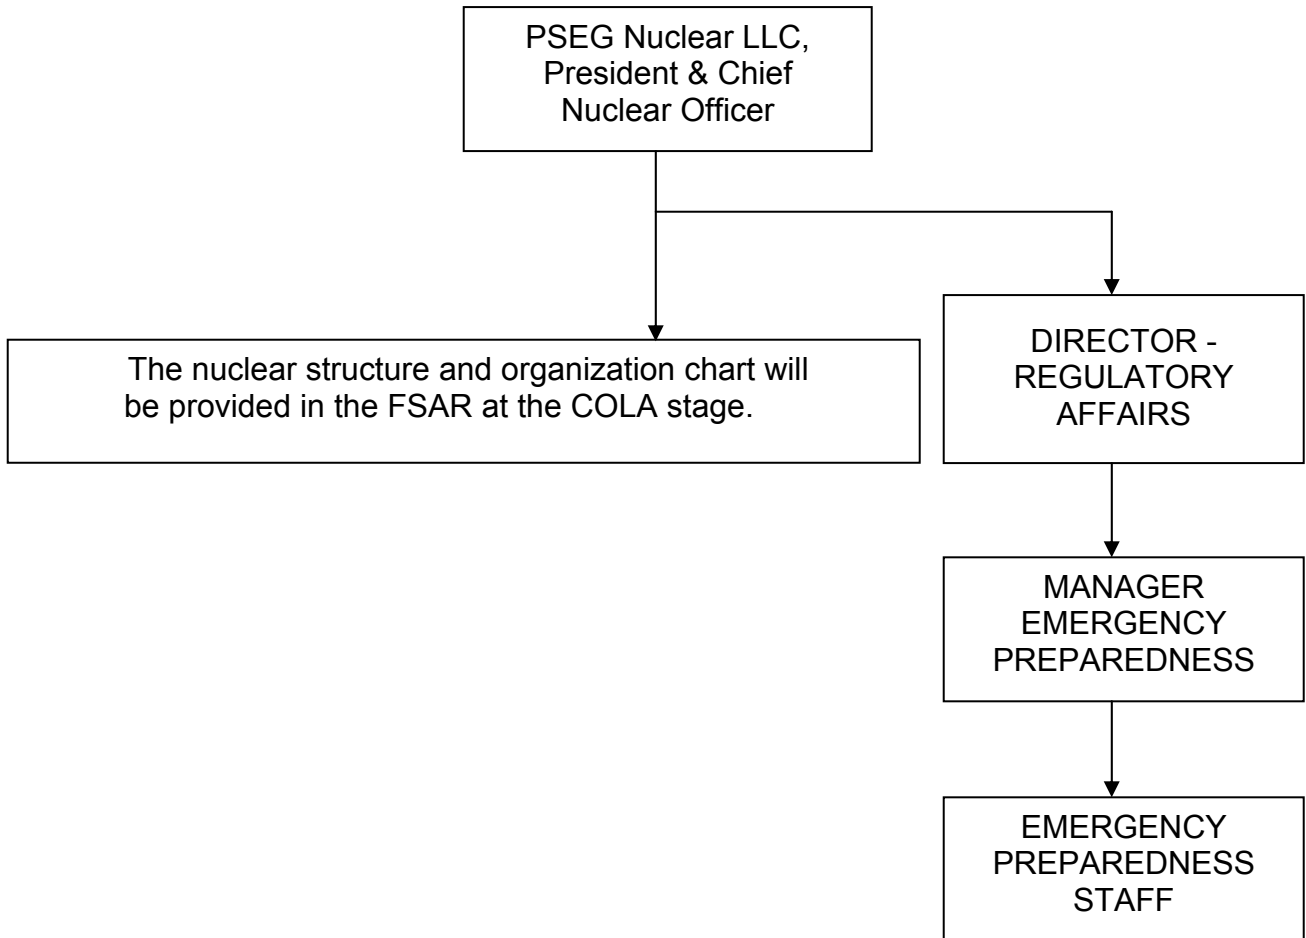 PSEG Nuclear LLC,
President & Chief
Nuclear Officer
The nuclear structure and organization chart will
be provided in the FSAR at the COLA stage.
DIRECTOR -
REGULATORY
AFFAIRS
MANAGER
EMERGENCY
PREPAREDNESS
EMERGENCY
PREPAREDNESS
STAFF